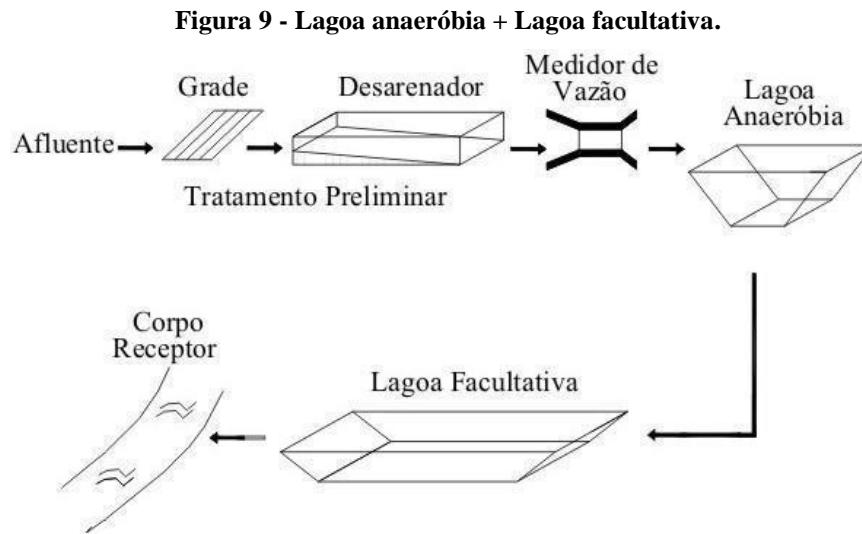 Figura 9 - Lagoa anaeróbia + Lagoa facultativa.
Afluente
Grade
Desarenador
Tratamento Preliminar
Medidor de
Vazão
Lagoa
Anaeróbia
Lagoa Facultativa
Corpo
Receptor